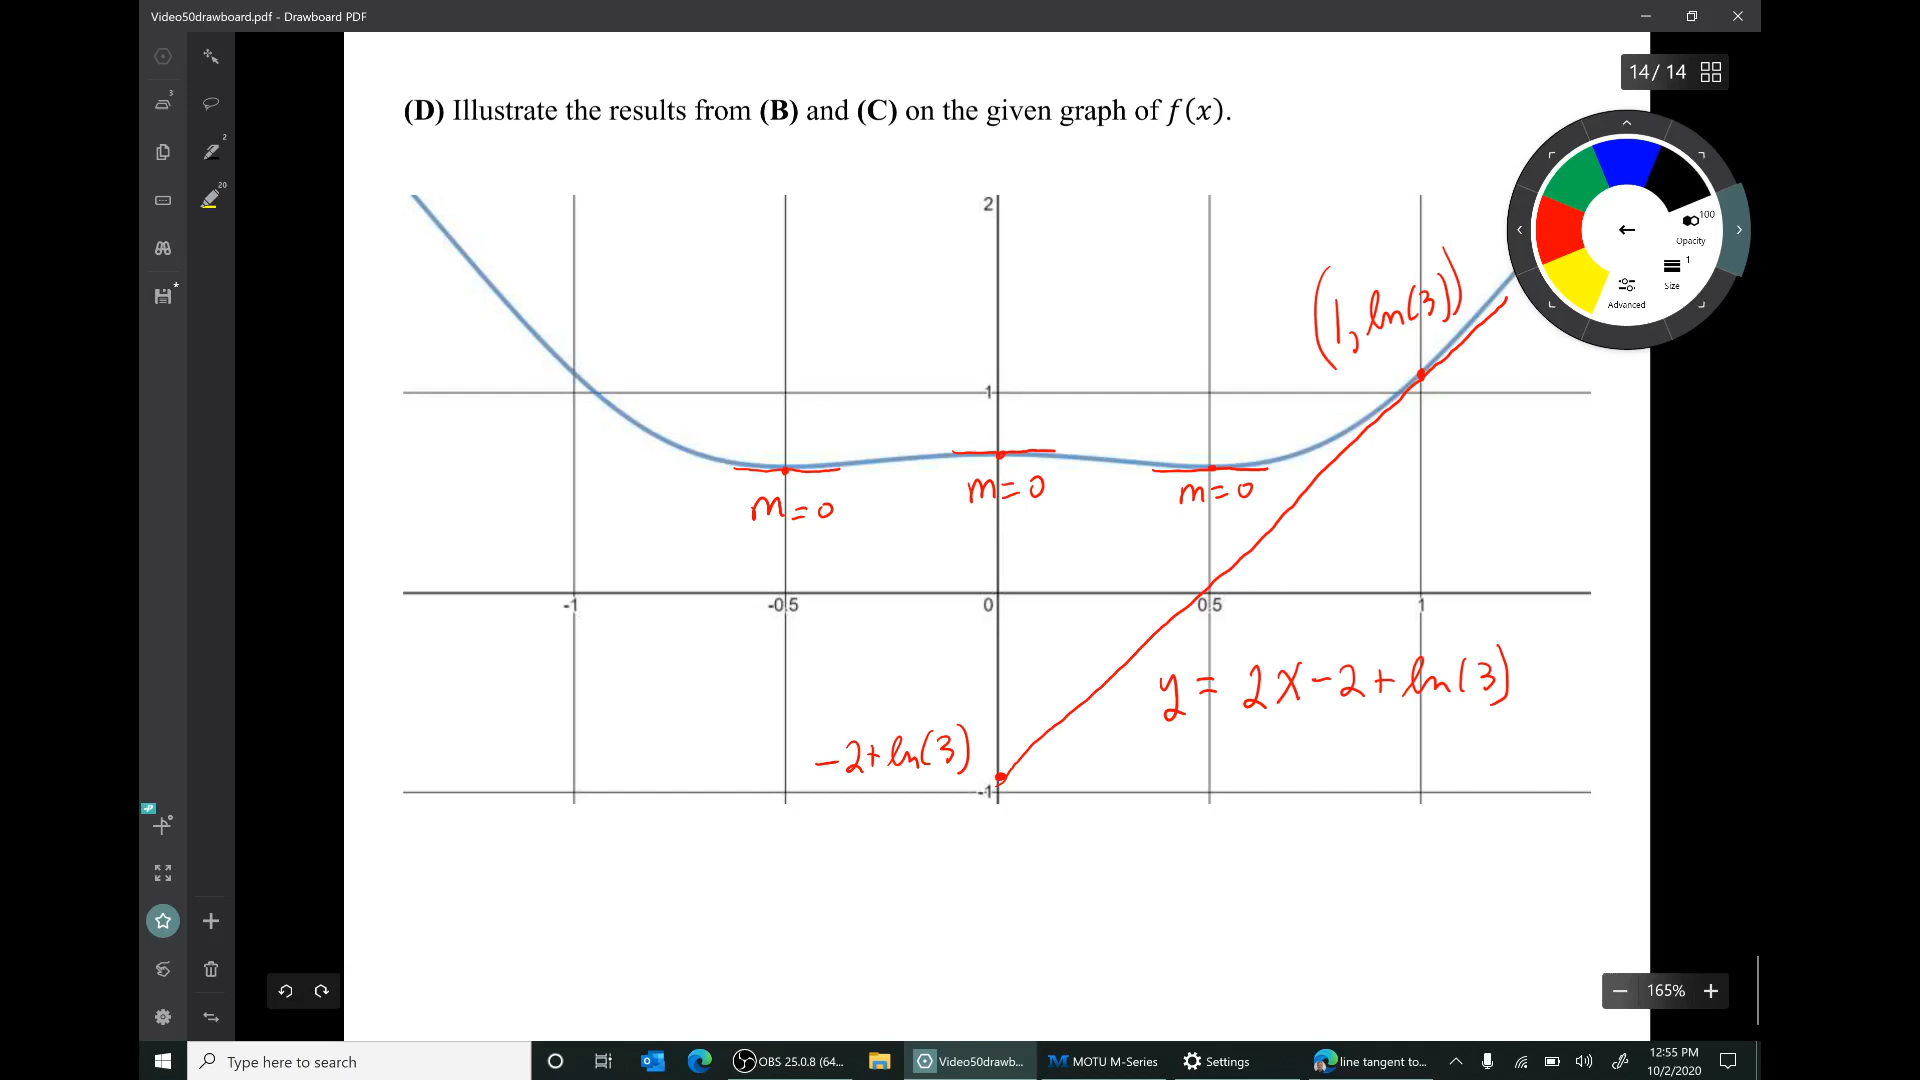 Video50drawboard.pdf - Drawboard PDF
14 / 14
3
2
20
*
(D) Illustrate the results from (B) and (C) on the given graph of f(x).
100
Opacity
1
Size
Advanced
2
1
-1
-0.5
0
0.5
1
-1
(1, ln(3))
m=0
m=0
m=0
y = 2x-2+ln(3)
-2+ln(3)
165%
Type here to search
OBS 25.0.8 (64...
Video50drawb...
MOTU M-Series
Settings
line tangent to...
12:55 PM
10/2/2020